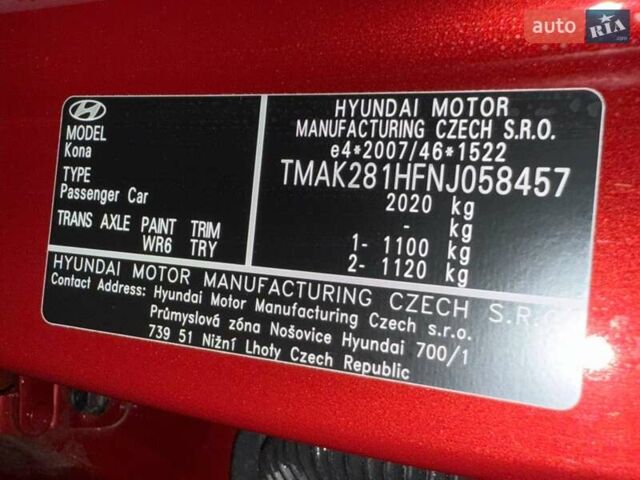 auto RIA .com
MODEL
Kona
TYPE
Passenger Car
TRANS AXLE PAINT TRIM
WR6 TRY
HYUNDAI MOTOR
MANUFACTURING CZECH S.R.O.
e4*2007/46*1522
TMAK281HFNJ058457
2020 kg
- kg
1- 1100 kg
2- 1120 kg
HYUNDAI MOTOR MANUFACTURING CZECH S.R.O.
Contact Address: Hyundai Motor Manufacturing Czech s.r.o.
Průmyslová zóna Nošovice Hyundai 700/1
739 51 Nižní Lhoty Czech Republic